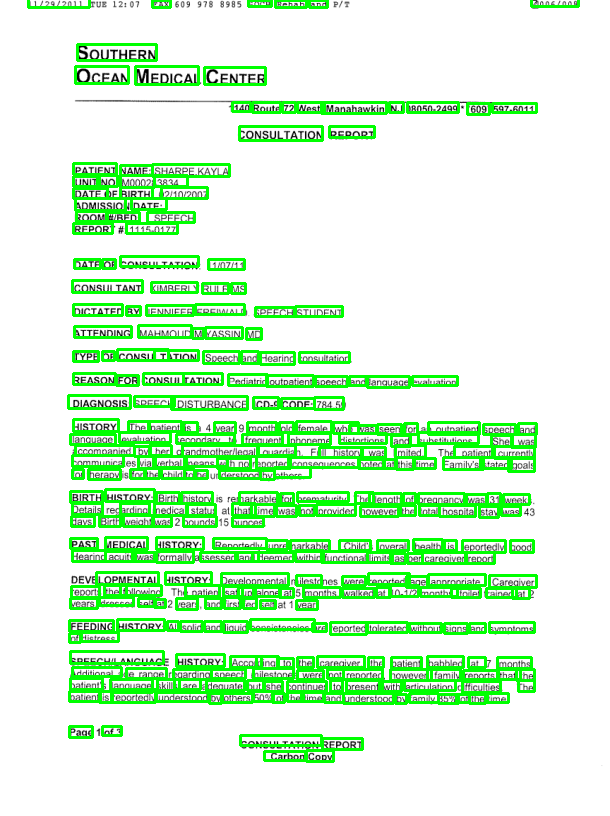 11/29/2011 TUE 12:07 FAX 609 978 8985 Rehab and P/T 2006/008
SOUTHERN
OCEAN MEDICAL CENTER
1140 Route 72 West Manahawkin NJ 08050-2499 * 609 597-6011
CONSULTATION REPORT
PATIENT NAME: SHARPE,KAYLA
UNIT NO M000 3834
DATE OF BIRTH 02/10/2007
ADMISSION DATE:
ROOM #/BED SPEECH
REPORT # 1115-0177
DATE OF CONSULTATION 1/07/11
CONSULTANT KIMBERLY RULE MS
DICTATED BY JENNIFER FREIWALD SPEECH STUDENT
ATTENDING MAHMOUD M YASSIN MD
TYPE OF CONSULTATION Speech and Hearing consultation
REASON FOR CONSULTATION: Pediatric outpatient speech and language evaluation
DIAGNOSIS SPEECH DISTURBANCE CD-9 CODE: 784.59
HISTORY The patient is a 4 year 9 month old female who was seen for an outpatient speech and
language evaluation secondary to frequent phoneme distortions and substitutions. She was
accompanied by her grandmother/legal guardian. Full history was limited. The patient currently
communicates via verbal means with no reported consequences noted at this time. Family's stated goals
for therapy is for the child to be understood by others.
BIRTH HISTORY: Birth history is remarkable for prematurity. The length of pregnancy was 31 week
Details regarding medical status at that time was not provided however the total hospital stay was 43
days. Birth weight was 2 pounds 15 ounces
PAST MEDICAL HISTORY: Reportedly unremarkable. Child's overall health is reportedly good
Hearing acuity was formally assessed and deemed within functional limits as per caregiver report
DEVELOPMENTAL HISTORY: Developmental milestones were reported age appropriate. Caregiver
reports the following. The patient sat up alone at 5 months, walked at 10-1/2 months, toilet trained at 2
years, dressed self at 2 years, and first fed self at 1 year
FEEDING HISTORY: All solid and liquid consistencies are reported tolerated without signs and symptoms
of distress.
SPEECH/LANGUAGE HISTORY: According to the caregiver, the patient babbled at 7 months
Additional age range regarding speech milestones were not reported, however family reports that the
patient's language skills are adequate but she continues to present with articulation difficulties The
patient is reportedly understood by others 50% of the time and understood by family 85% of the time.
Page 1 of 3
CONSULTATION REPORT
Carbon Copy